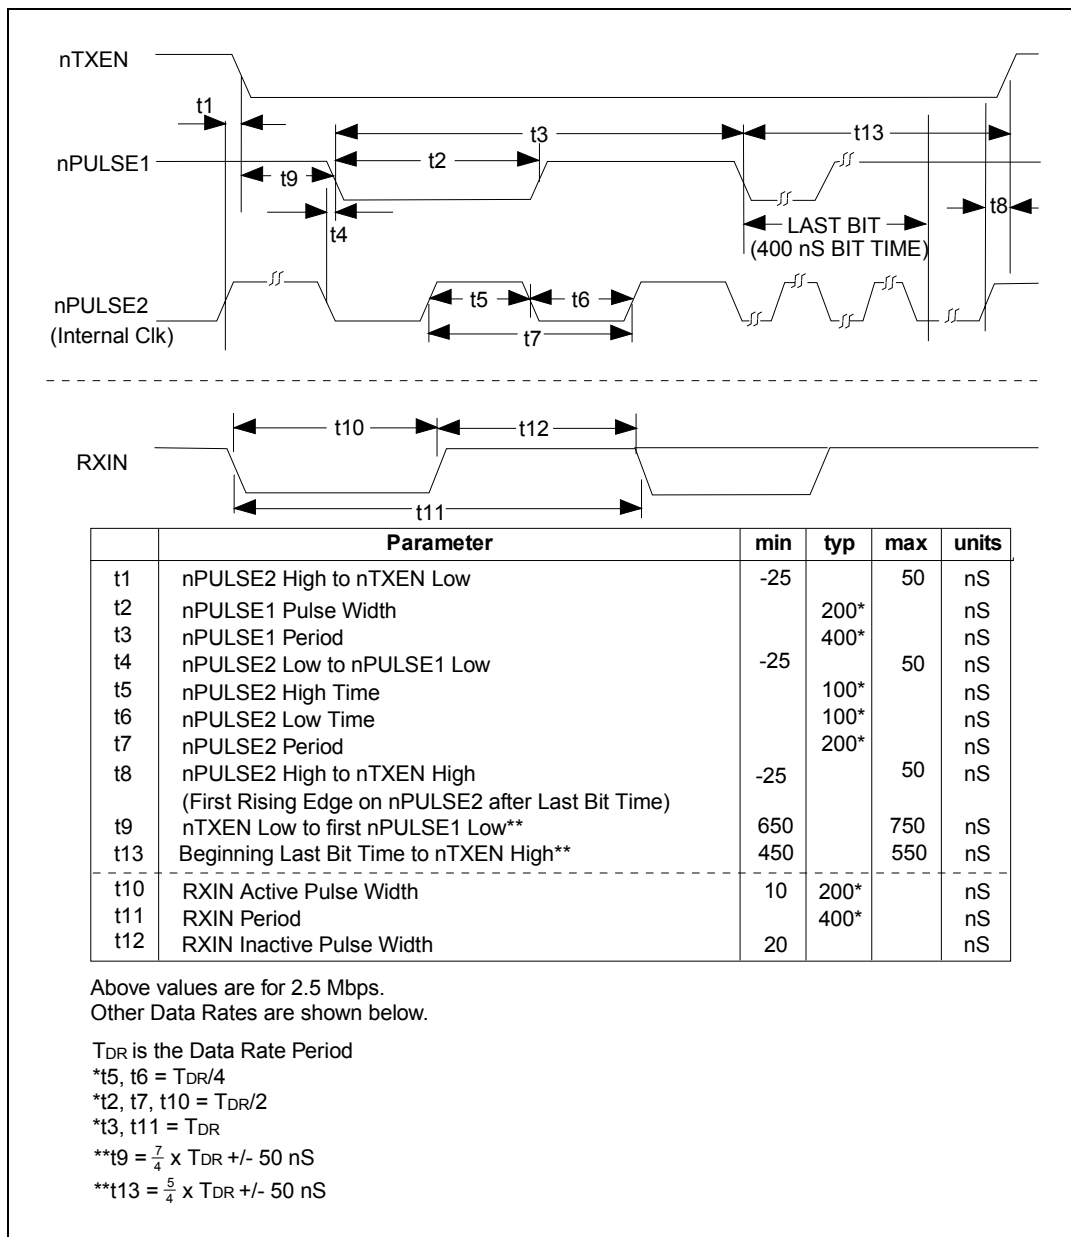 nTXEN
t1
t3
t13
nPULSE1
t2
t9
t8
t4
LAST BIT
(400 nS BIT TIME)
nPULSE2
(Internal Clk)
t5
t6
t7
RXIN
t10
t12
t11
Parameter min typ max units
t1 nPULSE2 High to nTXEN Low -25 50 nS
t2 nPULSE1 Pulse Width 200* nS
t3 nPULSE1 Period 400* nS
t4 nPULSE2 Low to nPULSE1 Low -25 50 nS
t5 nPULSE2 High Time 100* nS
t6 nPULSE2 Low Time 100* nS
t7 nPULSE2 Period 200* nS
t8 nPULSE2 High to nTXEN High -25 50 nS
(First Rising Edge on nPULSE2 after Last Bit Time)
t9 nTXEN Low to first nPULSE1 Low** 650 750 nS
t13 Beginning Last Bit Time to nTXEN High** 450 550 nS
t10 RXIN Active Pulse Width 10 200* nS
t11 RXIN Period 400* nS
t12 RXIN Inactive Pulse Width 20 nS
Above values are for 2.5 Mbps.
Other Data Rates are shown below.
TDR is the Data Rate Period
*t5, t6 = TDR/4
*t2, t7, t10 = TDR/2
*t3, t11 = TDR
**t9 = 7/4 x TDR +/- 50 nS
**t13 = 5/4 x TDR +/- 50 nS